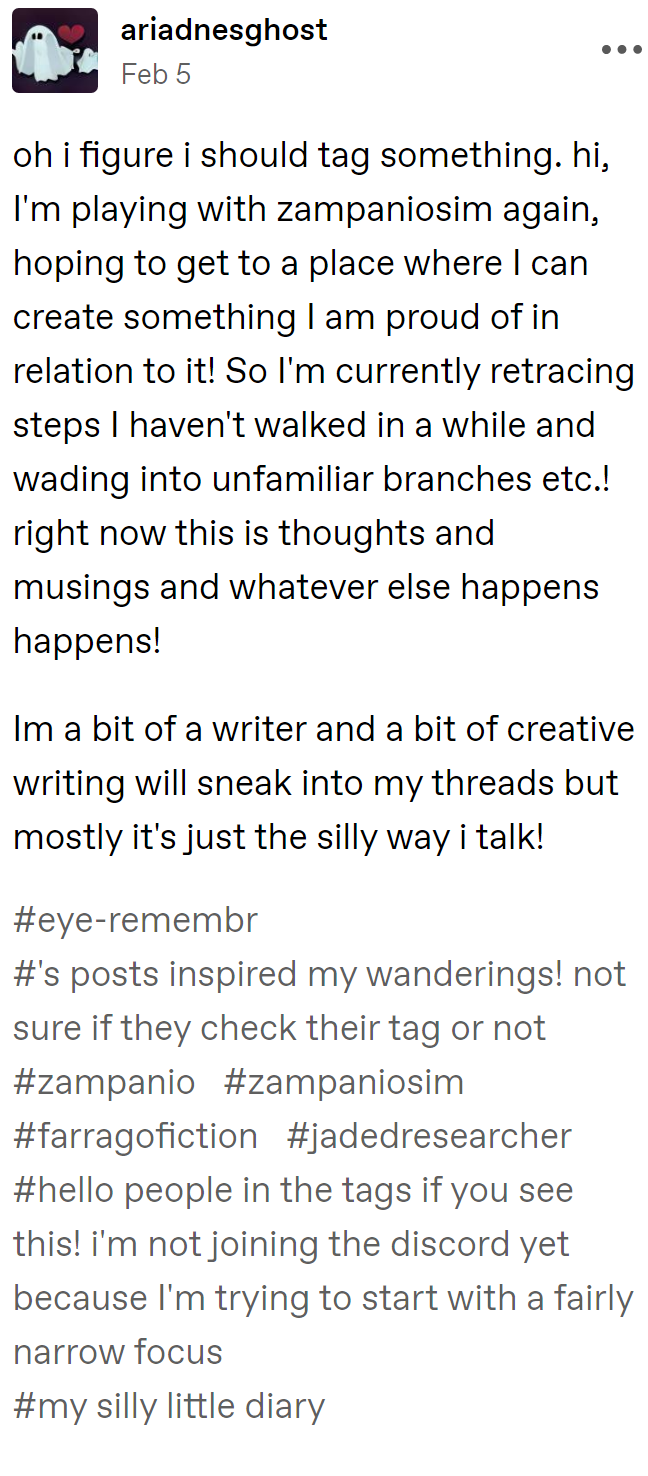 ariadnesghost
Feb 5
oh i figure i should tag something. hi,
I'm playing with zampaniosim again,
hoping to get to a place where I can
create something I am proud of in
relation to it! So I'm currently retracing
steps I haven't walked in a while and
wading into unfamiliar branches etc.!
right now this is thoughts and
musings and whatever else happens
happens!
Im a bit of a writer and a bit of creative
writing will sneak into my threads but
mostly it's just the silly way i talk!
#eye-remembr
#'s posts inspired my wanderings! not
sure if they check their tag or not
#zampanio #zampaniosim
#farragofiction #jadedresearcher
#hello people in the tags if you see
this! i'm not joining the discord yet
because I'm trying to start with a fairly
narrow focus
#my silly little diary